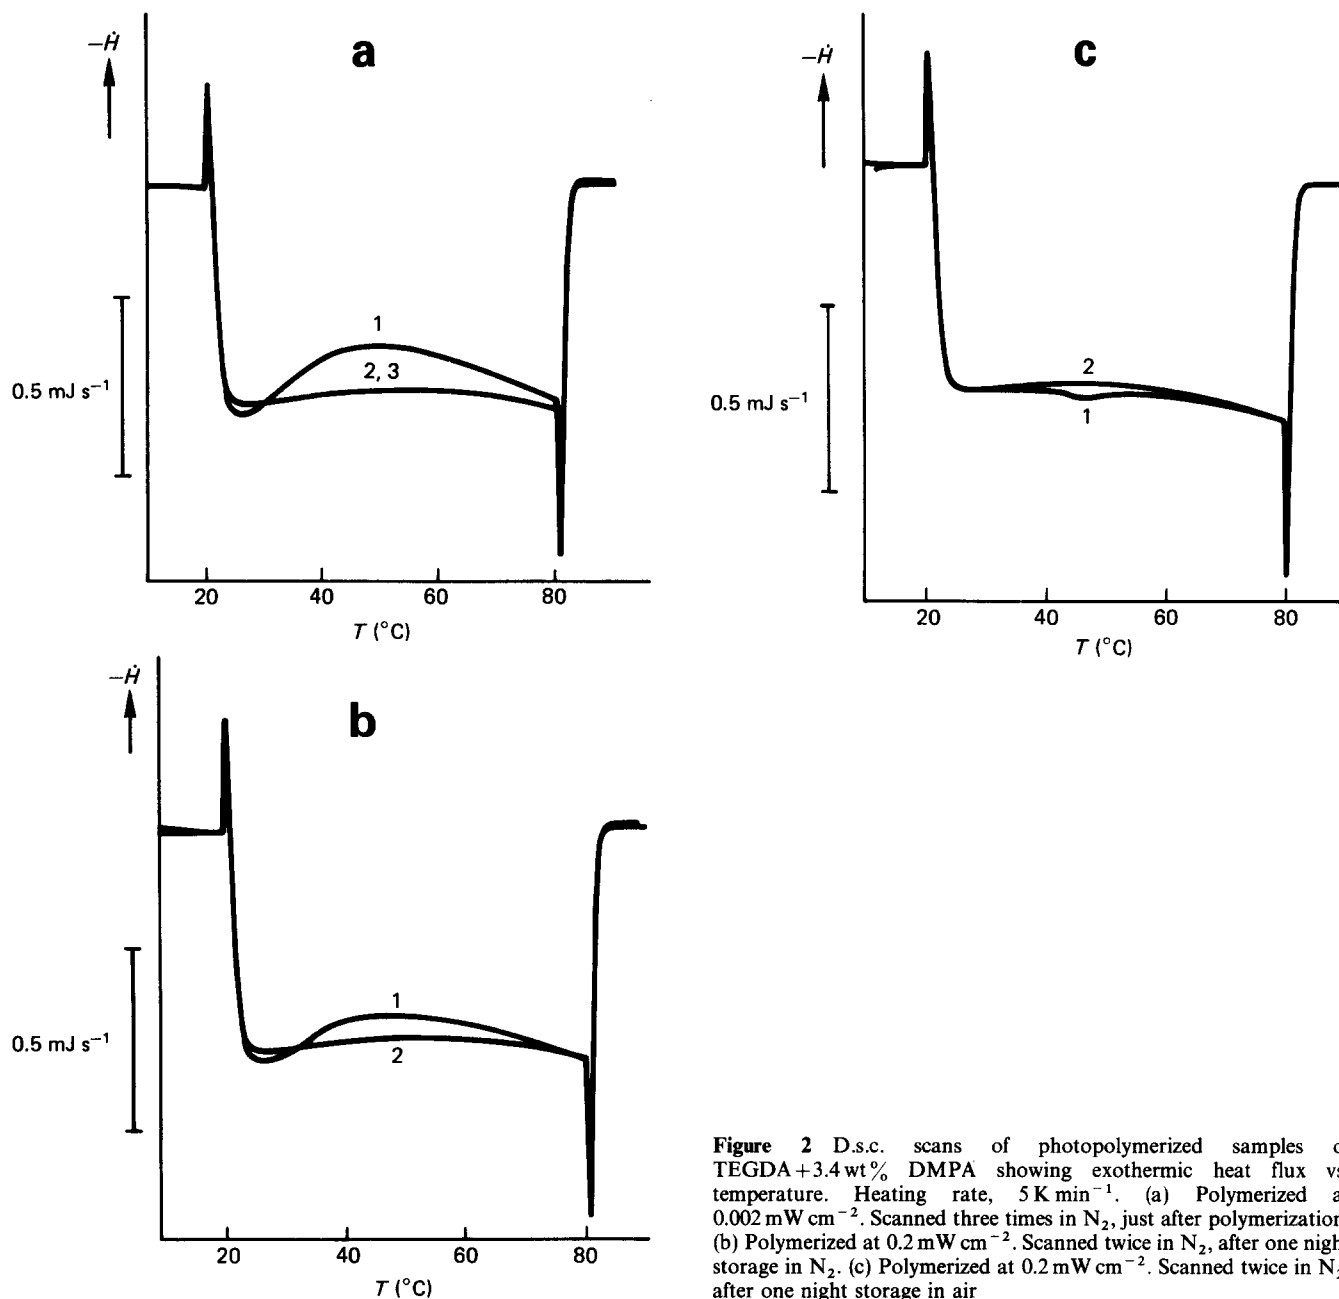 a
−Ḣ
1
2, 3
0.5 mJ s⁻¹
20 40 60 80
T (°C)
c
−Ḣ
2
1
0.5 mJ s⁻¹
20 40 60 80
T (°C)
b
−Ḣ
1
2
0.5 mJ s⁻¹
20 40 60 80
T (°C)
Figure 2 D.s.c. scans of photopolymerized samples
TEGDA + 3.4 wt % DMPA showing exothermic heat flux vs
temperature. Heating rate, 5 K min⁻¹. (a) Polymerized
0.002 mW cm⁻². Scanned three times in N₂, just after polymerization
(b) Polymerized at 0.2 mW cm⁻². Scanned twice in N₂, after one nigh
storage in N₂. (c) Polymerized at 0.2 mW cm⁻². Scanned twice in N₂
after one night storage in air